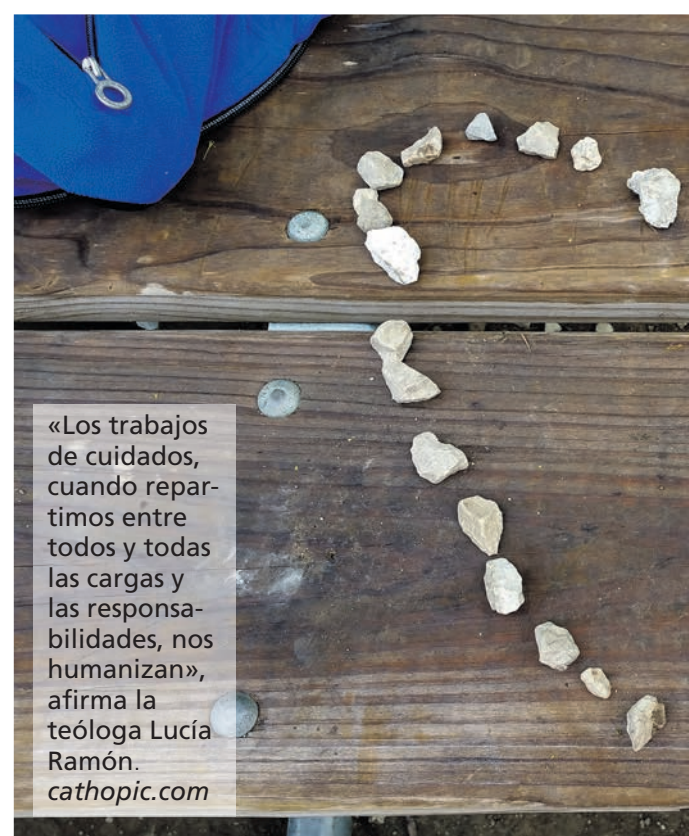 «Los trabajos
de cuidados,
cuando repar-
timos entre
todos y todas
las cargas y
las responsa-
bilidades, nos
humanizan»,
afirma la
teóloga Lucía
Ramón.
cathopic.com